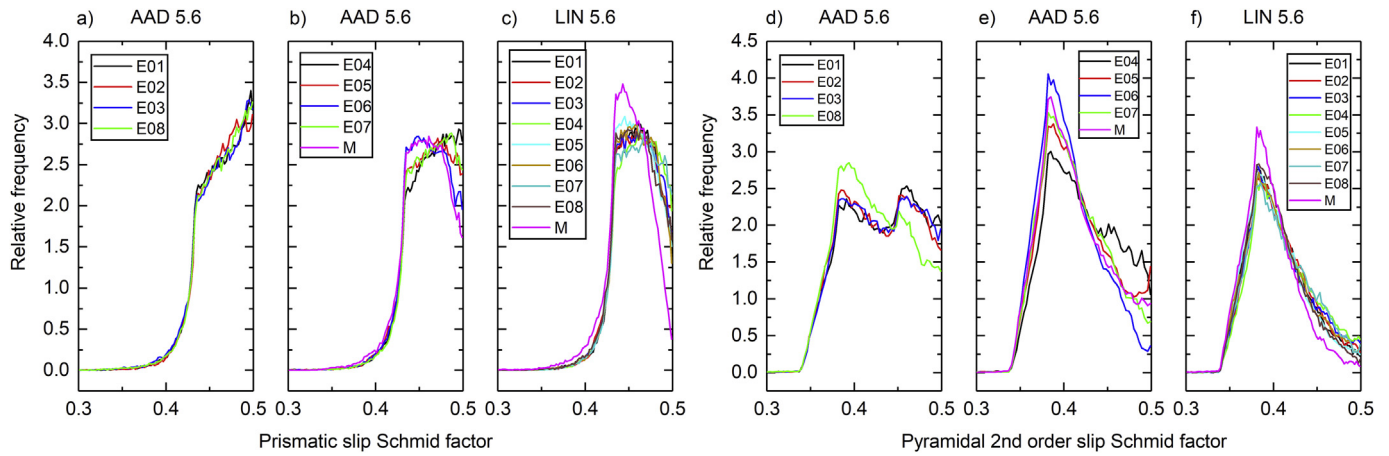 a) AAD 5.6
b) AAD 5.6
c) LIN 5.6
d) AAD 5.6
e) AAD 5.6
f) LIN 5.6
Relative frequency
4.0
3.5
3.0
2.5
2.0
1.5
1.0
0.5
0.0
E01
E02
E03
E08
0.3 0.4 0.5
E04
E05
E06
E07
M
0.3 0.4 0.5
E01
E02
E03
E04
E05
E06
E07
E08
M
0.3 0.4 0.5
Prismatic slip Schmid factor
Relative frequency
4.5
4.0
3.5
3.0
2.5
2.0
1.5
1.0
0.5
0.0
E01
E02
E03
E08
0.3 0.4 0.5
E04
E05
E06
E07
M
0.3 0.4 0.5
E01
E02
E03
E04
E05
E06
E07
E08
M
0.3 0.4 0.5
Pyramidal 2nd order slip Schmid factor